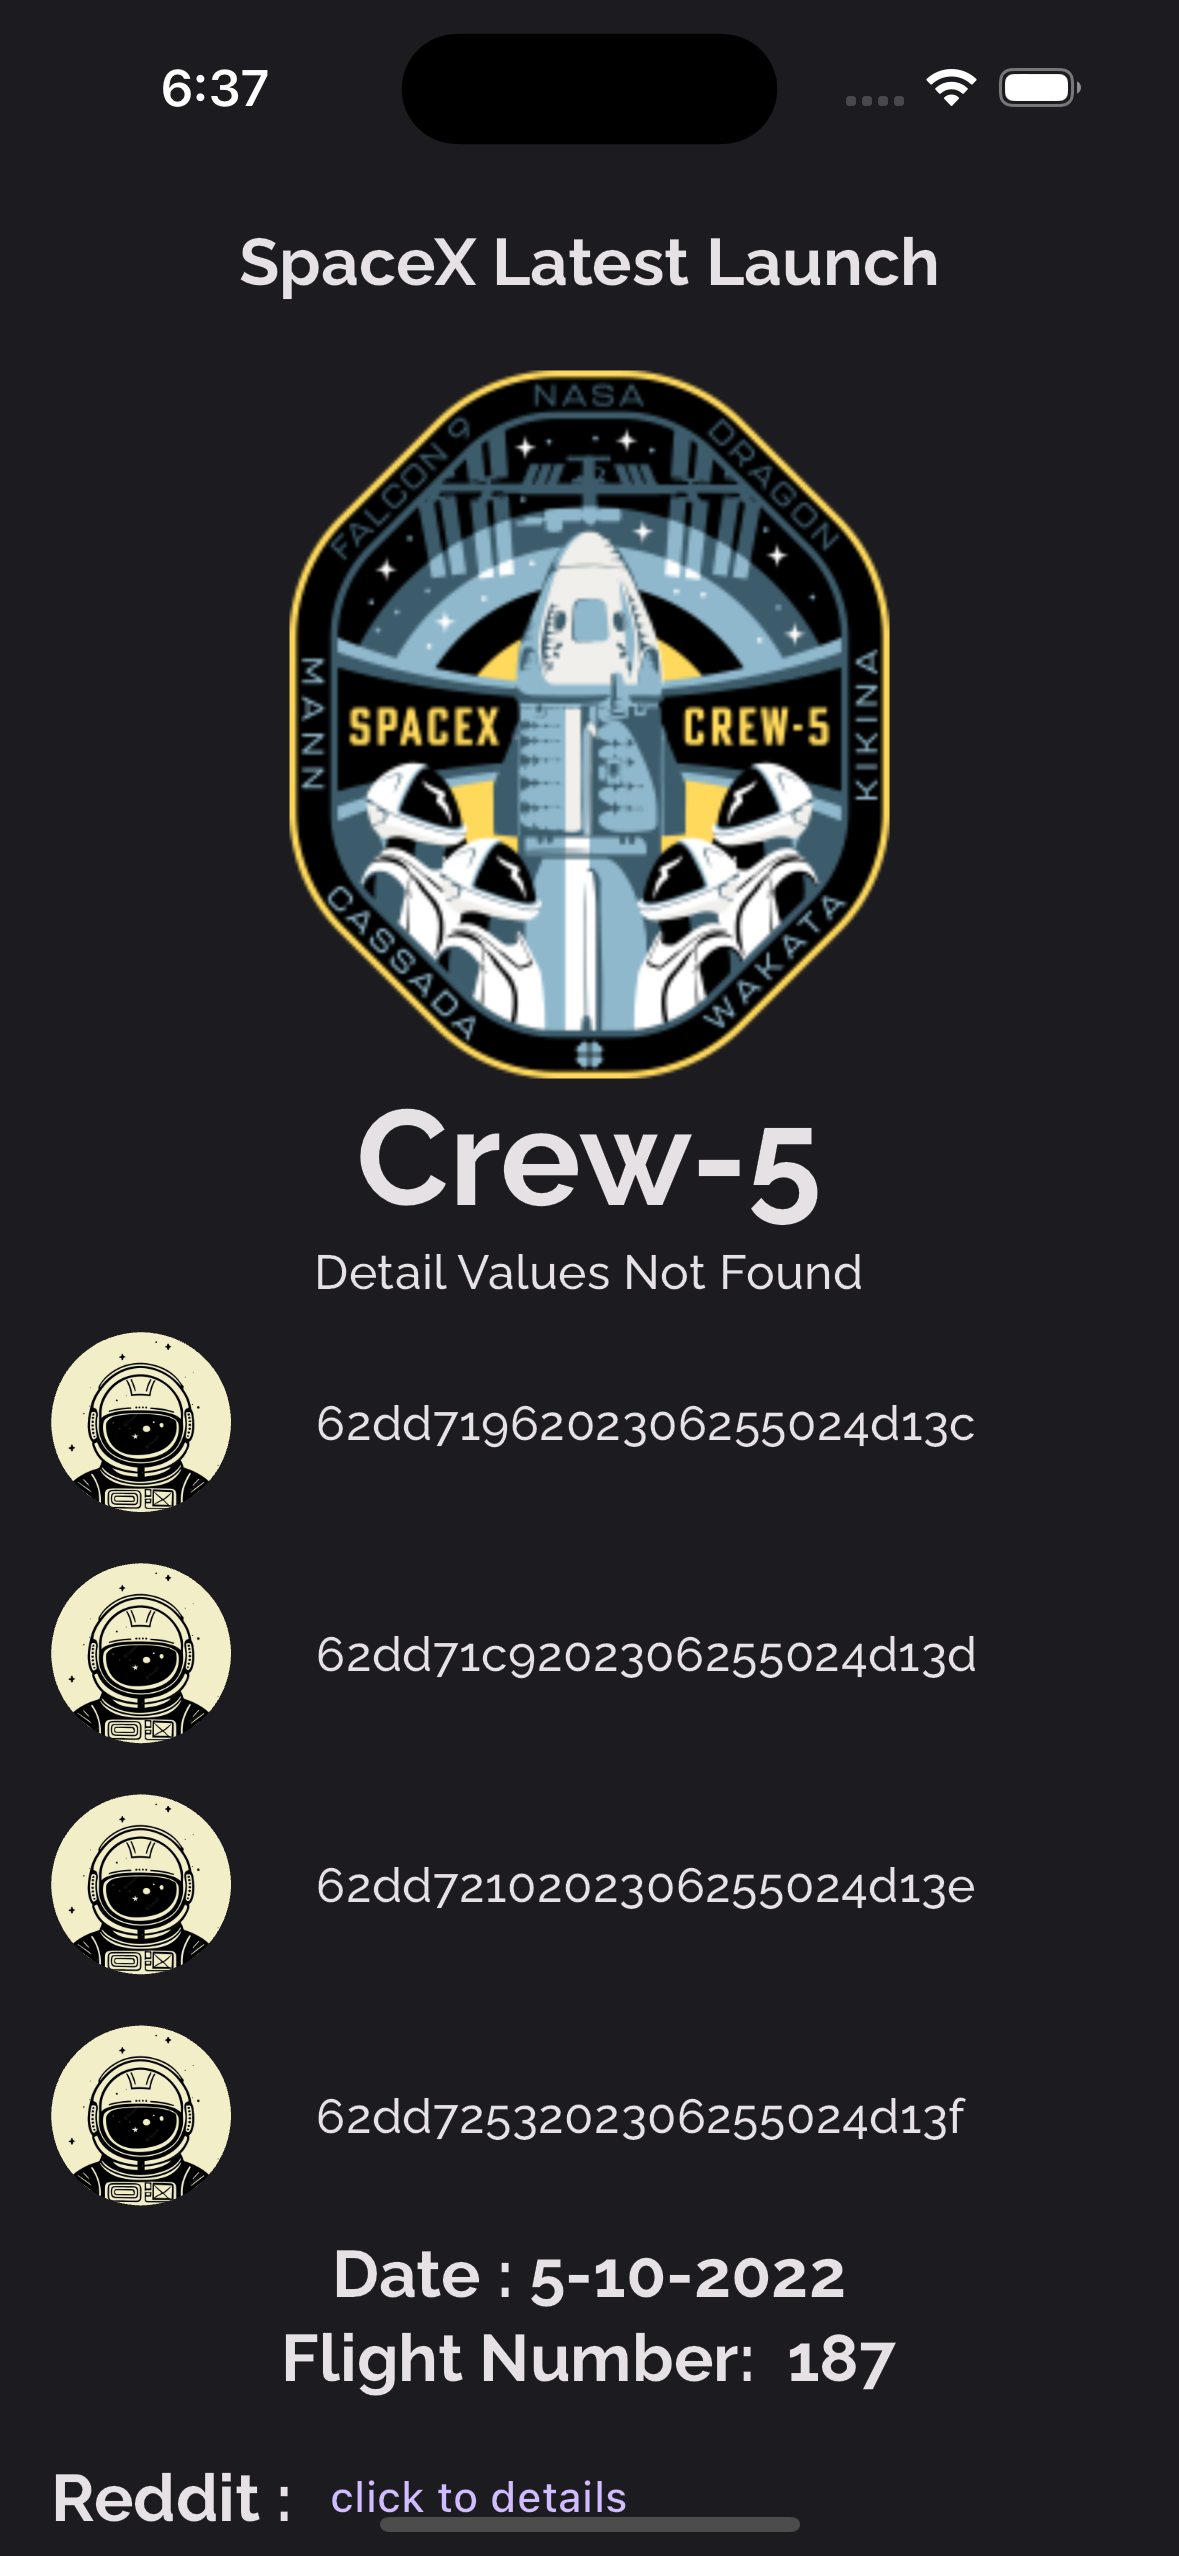 6:37
SpaceX Latest Launch
NASA
FALCON 9
DRAGON
MANN
KIKINA
SPACEX CREW-5
CASSADA
WAKATA
Crew-5
Detail Values Not Found
62dd7196202306255024d13c
62dd71c9202306255024d13d
62dd7210202306255024d13e
62dd7253202306255024d13f
Date : 5-10-2022
Flight Number: 187
Reddit : click to details